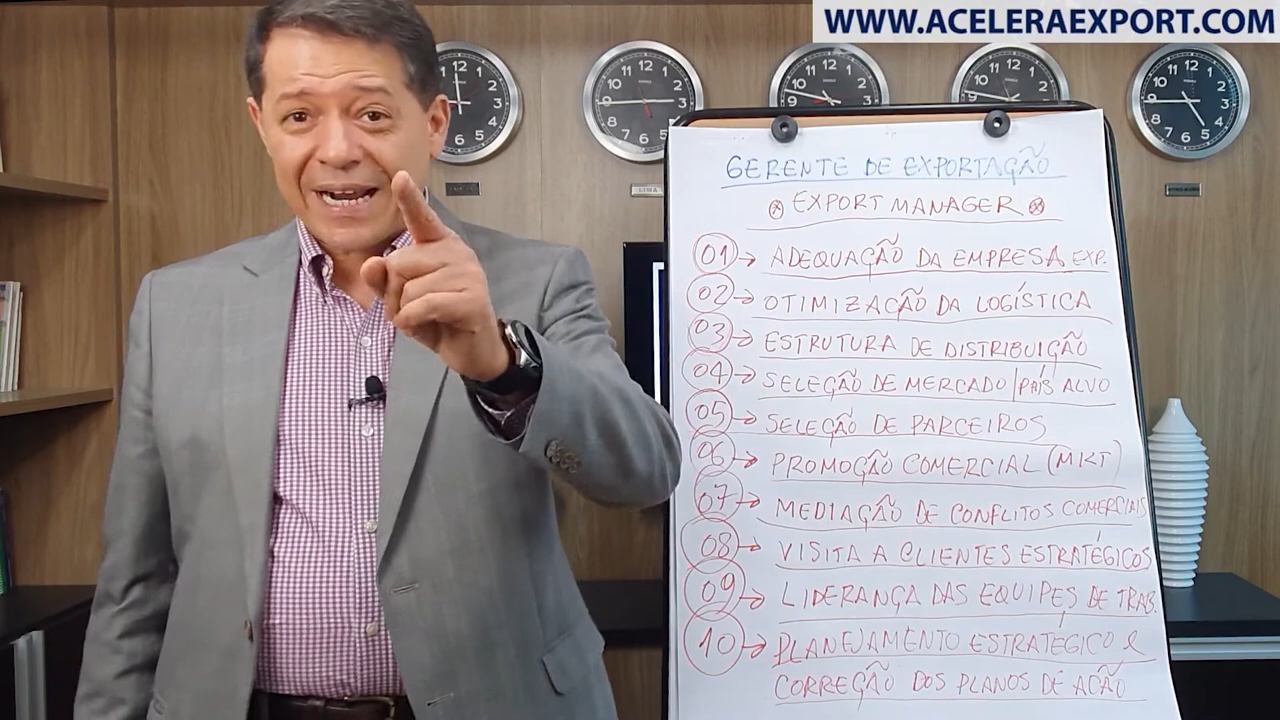 WWW.ACELERAEXPORT.COM
GERENTE DE EXPORTAÇÃO
EXPORT MANAGER
01 → ADEQUAÇÃO DA EMPRESA EXP.
02 → OTIMIZAÇÃO DA LOGÍSTICA
03 → ESTRUTURA DE DISTRIBUIÇÃO
04 → SELEÇÃO DE MERCADO | PAÍS ALVO
05 → SELEÇÃO DE PARCEIROS
06 → PROMOÇÃO COMERCIAL (MKT)
07 → MEDIAÇÃO DE CONFLITOS COMERCIAIS
08 → VISITA A CLIENTES ESTRATÉGICOS
09 → LIDERANÇA DAS EQUIPES DE TRAB.
10 → PLANEJAMENTO ESTRATÉGICO e
CORREÇÃO DOS PLANOS DE AÇÃO
LIMA